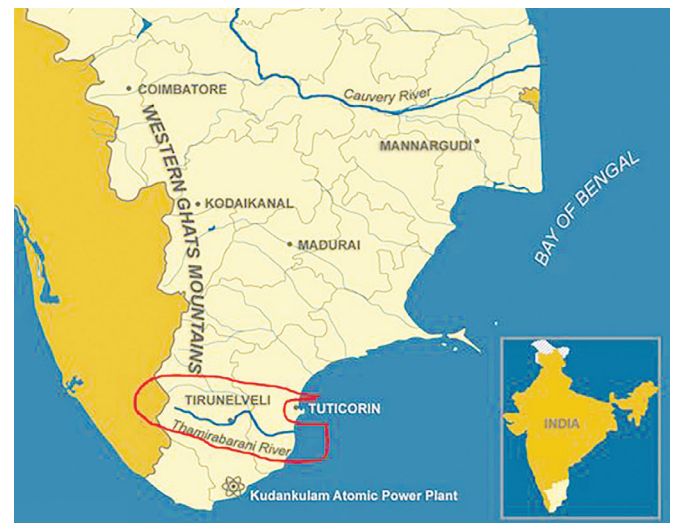 COIMBATORE
Cauvery River
MANNARGUDI
WESTERN GHATS MOUNTAINS
KODAIKANAL
MADURAI
BAY OF BENGAL
TIRUNELVELI
TUTICORIN
Thamirabarani River
INDIA
Kudankulam Atomic Power Plant